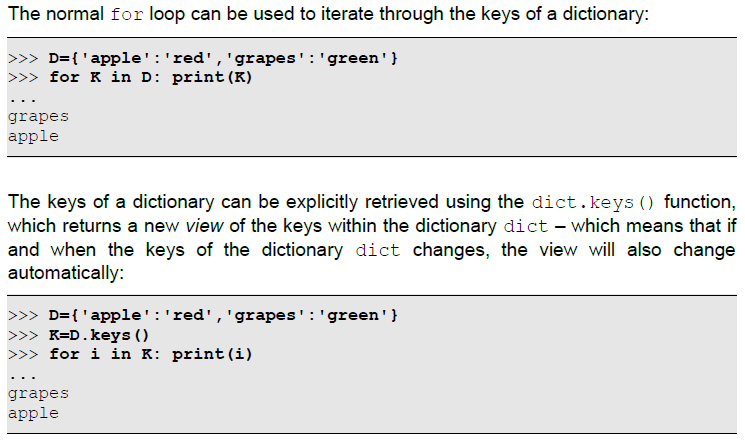 The normal for loop can be used to iterate through the keys of a dictionary:
>>> D={'apple':'red','grapes':'green'}
>>> for K in D: print(K)
...
grapes
apple
The keys of a dictionary can be explicitly retrieved using the dict.keys() function,
which returns a new view of the keys within the dictionary dict – which means that if
and when the keys of the dictionary dict changes, the view will also change
automatically:
>>> D={'apple':'red','grapes':'green'}
>>> K=D.keys()
>>> for i in K: print(i)
...
grapes
apple